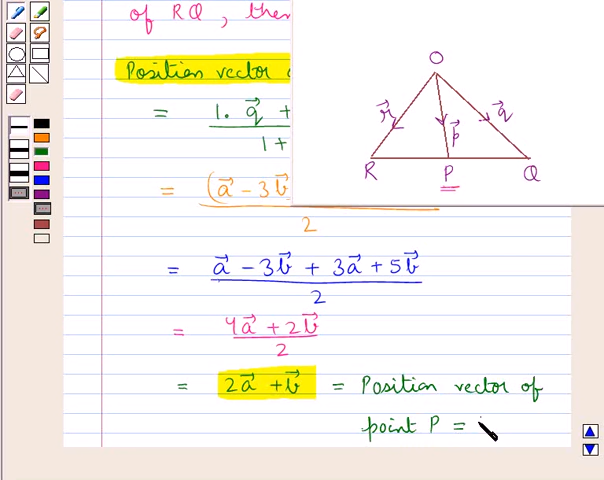 of RQ, then
Position vector o
= 1. q⃗ +
1+
= (a⃗ - 3b⃗
2
= a⃗ - 3b⃗ + 3a⃗ + 5b⃗
2
= 4a⃗ + 2b⃗
2
= 2a⃗ + b⃗ = Position vector of
point P =
O
r⃗ p⃗ q⃗
R P Q